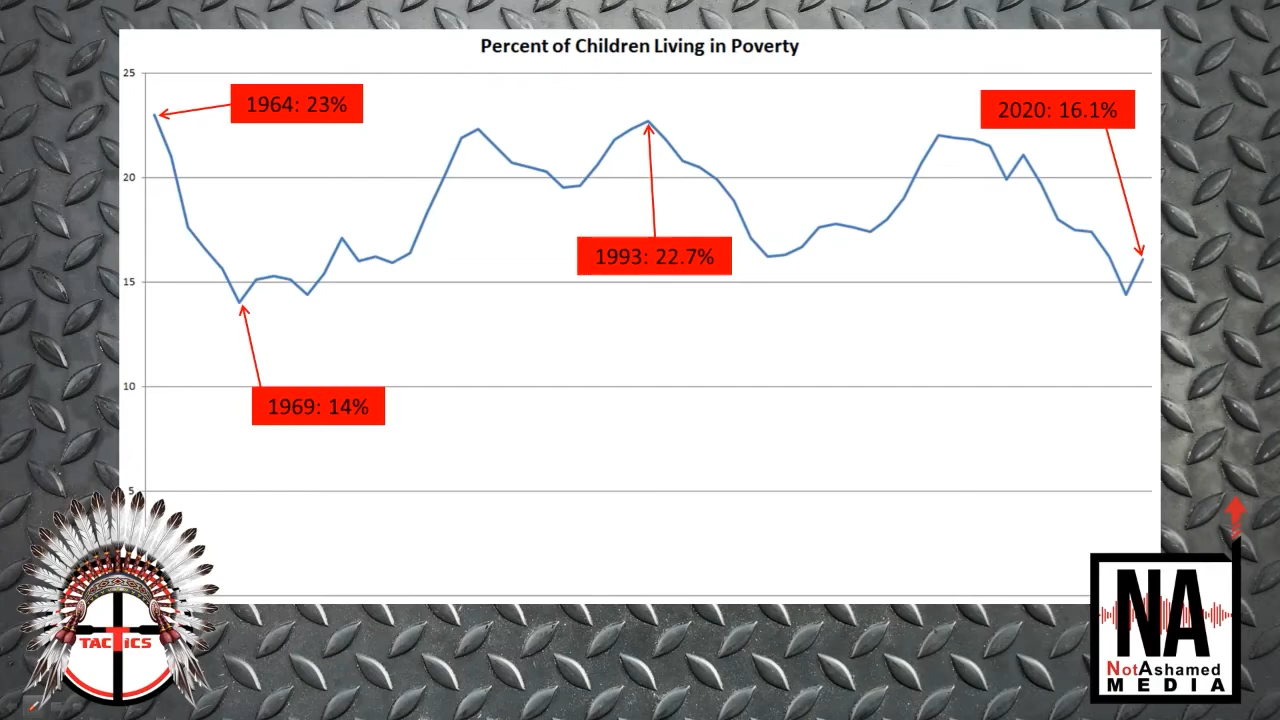 Percent of Children Living in Poverty
25
1964: 23%
2020: 16.1%
20
1993: 22.7%
15
10
1969: 14%
5
TACTICS
NA
NotAshamed
MEDIA